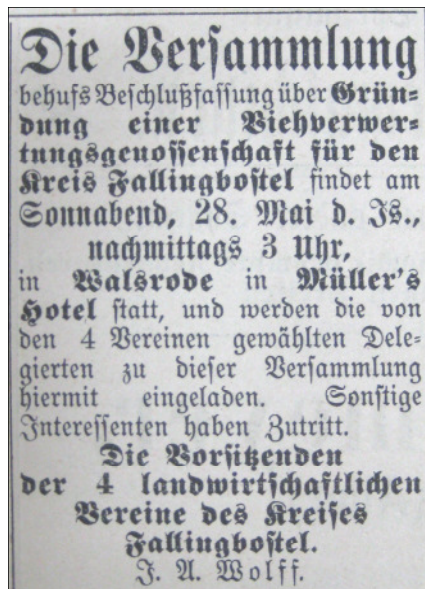 Die Versammlung
behufs Beschlußfassung über Grün-
dung einer Viehverwer-
tungsgenossenschaft für den
Kreis Fallingbostel findet am
Sonnabend, 28. Mai d. Js.,
nachmittags 3 Uhr,
in Walsrode in Müller's
Hotel statt, und werden die von
den 4 Vereinen gewählten Dele-
gierten zu dieser Versammlung
hiermit eingeladen. Sonstige
Interessenten haben Zutritt.
Die Vorsitzenden
der 4 landwirtschaftlichen
Vereine des Kreises
Fallingbostel.
J. A. Wolff.